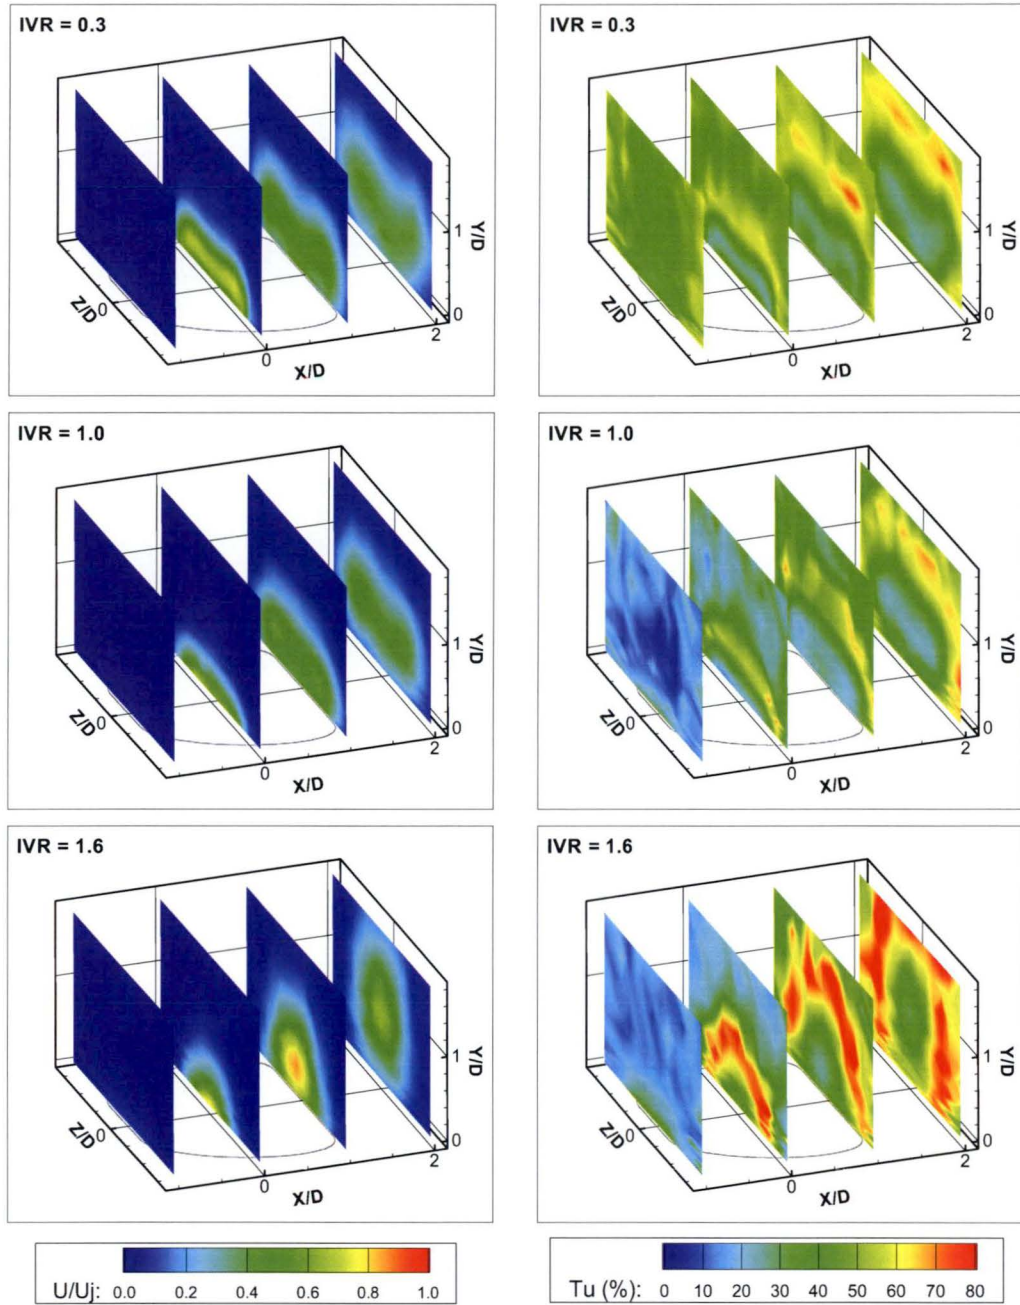 IVR = 0.3
Z/D
0
0
X/D
2
0
1
Y/D
IVR = 0.3
Z/D
0
0
X/D
2
0
1
Y/D
IVR = 1.0
Z/D
0
0
X/D
2
0
1
Y/D
IVR = 1.0
Z/D
0
0
X/D
2
0
1
Y/D
IVR = 1.6
Z/D
0
0
X/D
2
0
1
Y/D
IVR = 1.6
Z/D
0
0
X/D
2
0
1
Y/D
U/Uj: 0.0 0.2 0.4 0.6 0.8 1.0
Tu (%): 0 10 20 30 40 50 60 70 80